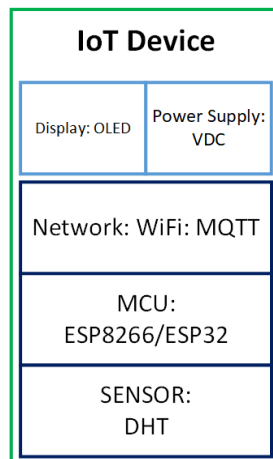 IoT Device
Display: OLED
Power Supply:
VDC
Network: WiFi: MQTT
MCU:
ESP8266/ESP32
SENSOR:
DHT